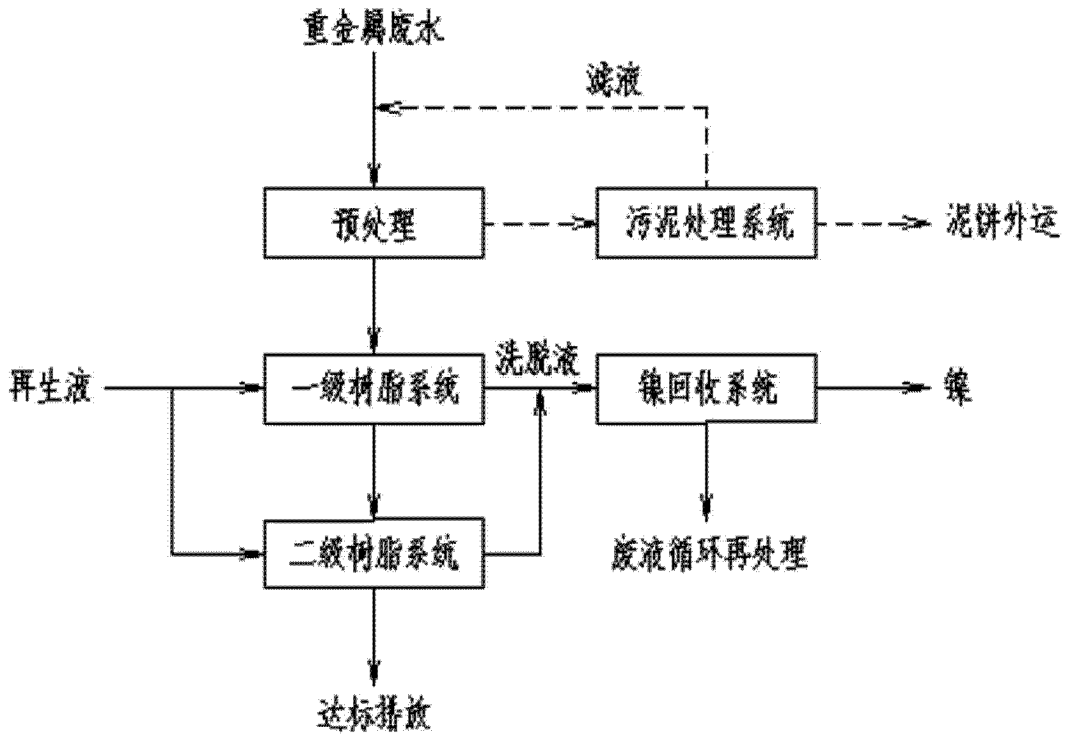 重金属废水
滤液
预处理
污泥处理系统
泥饼外运
再生液
一级树脂系统
洗脱液
镍回收系统
镍
二级树脂系统
废液循环再处理
达标排放